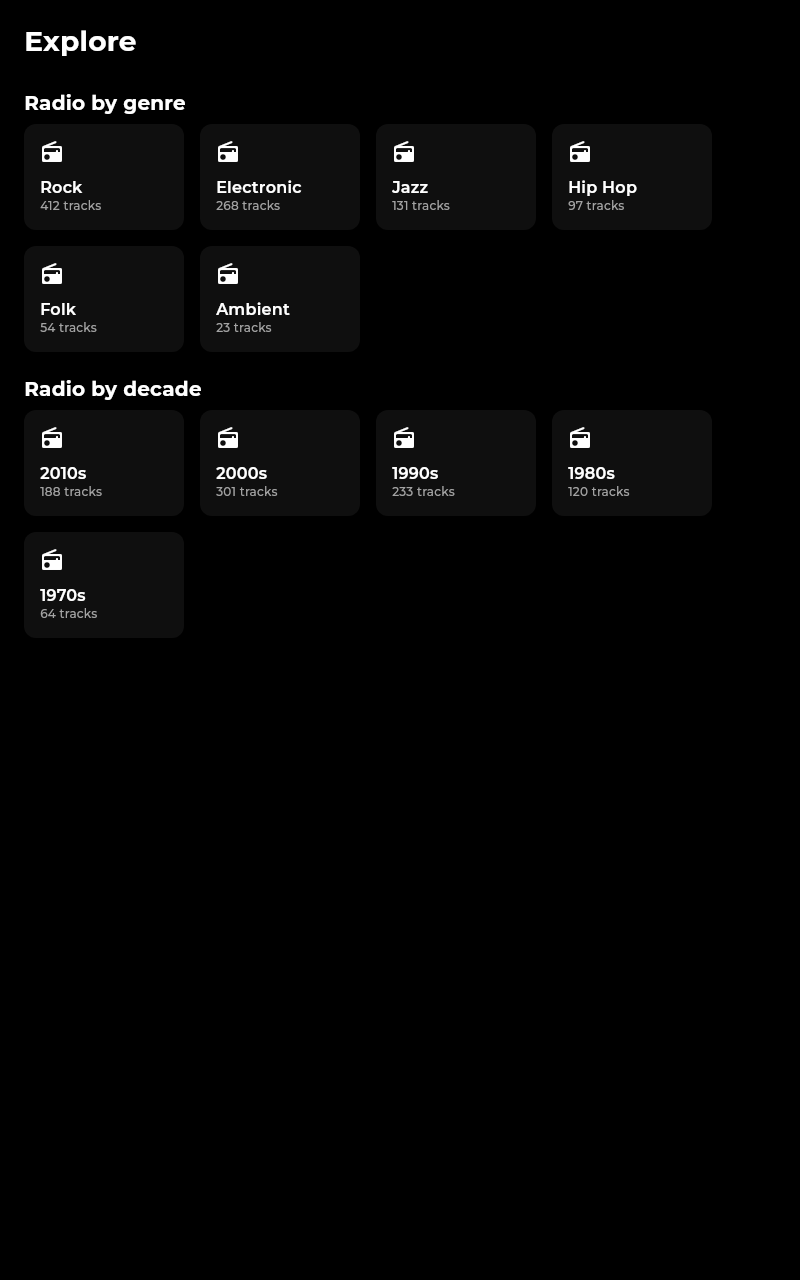 Explore
Radio by genre
Rock
412 tracks
Electronic
268 tracks
Jazz
131 tracks
Hip Hop
97 tracks
Folk
54 tracks
Ambient
23 tracks
Radio by decade
2010s
188 tracks
2000s
301 tracks
1990s
233 tracks
1980s
120 tracks
1970s
64 tracks